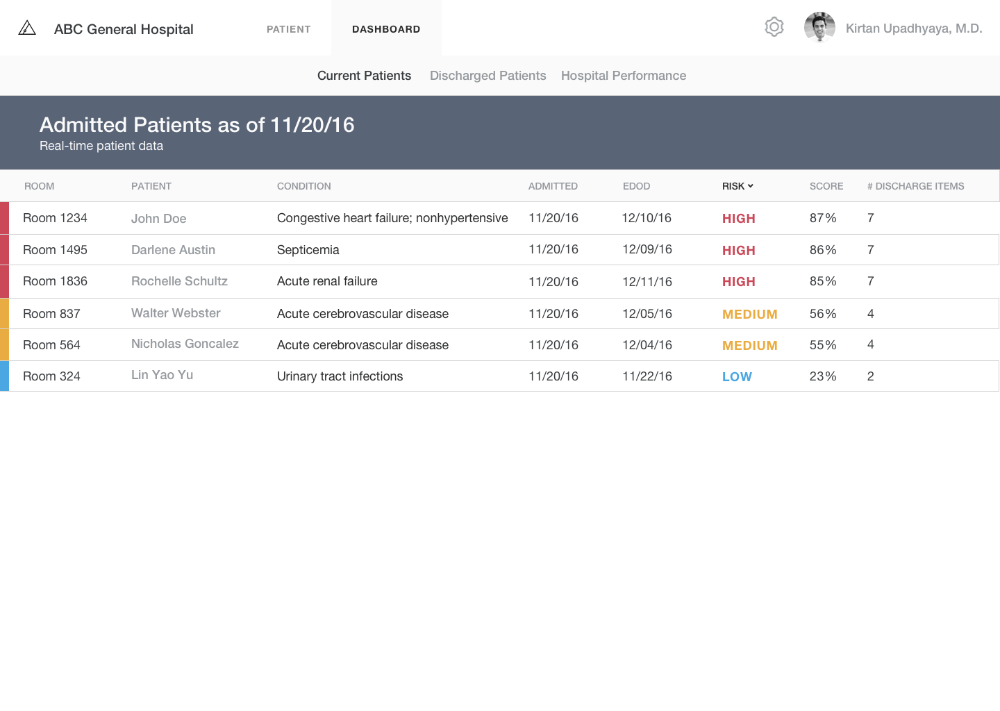 ABC General Hospital PATIENT DASHBOARD Kirtan Upadhyaya, M.D.
Current Patients Discharged Patients Hospital Performance
Admitted Patients as of 11/20/16
Real-time patient data
ROOM PATIENT CONDITION ADMITTED EDOD RISK SCORE # DISCHARGE ITEMS
Room 1234 John Doe Congestive heart failure; nonhypertensive 11/20/16 12/10/16 HIGH 87% 7
Room 1495 Darlene Austin Septicemia 11/20/16 12/09/16 HIGH 86% 7
Room 1836 Rochelle Schultz Acute renal failure 11/20/16 12/11/16 HIGH 85% 7
Room 837 Walter Webster Acute cerebrovascular disease 11/20/16 12/05/16 MEDIUM 56% 4
Room 564 Nicholas Goncalez Acute cerebrovascular disease 11/20/16 12/04/16 MEDIUM 55% 4
Room 324 Lin Yao Yu Urinary tract infections 11/20/16 11/22/16 LOW 23% 2